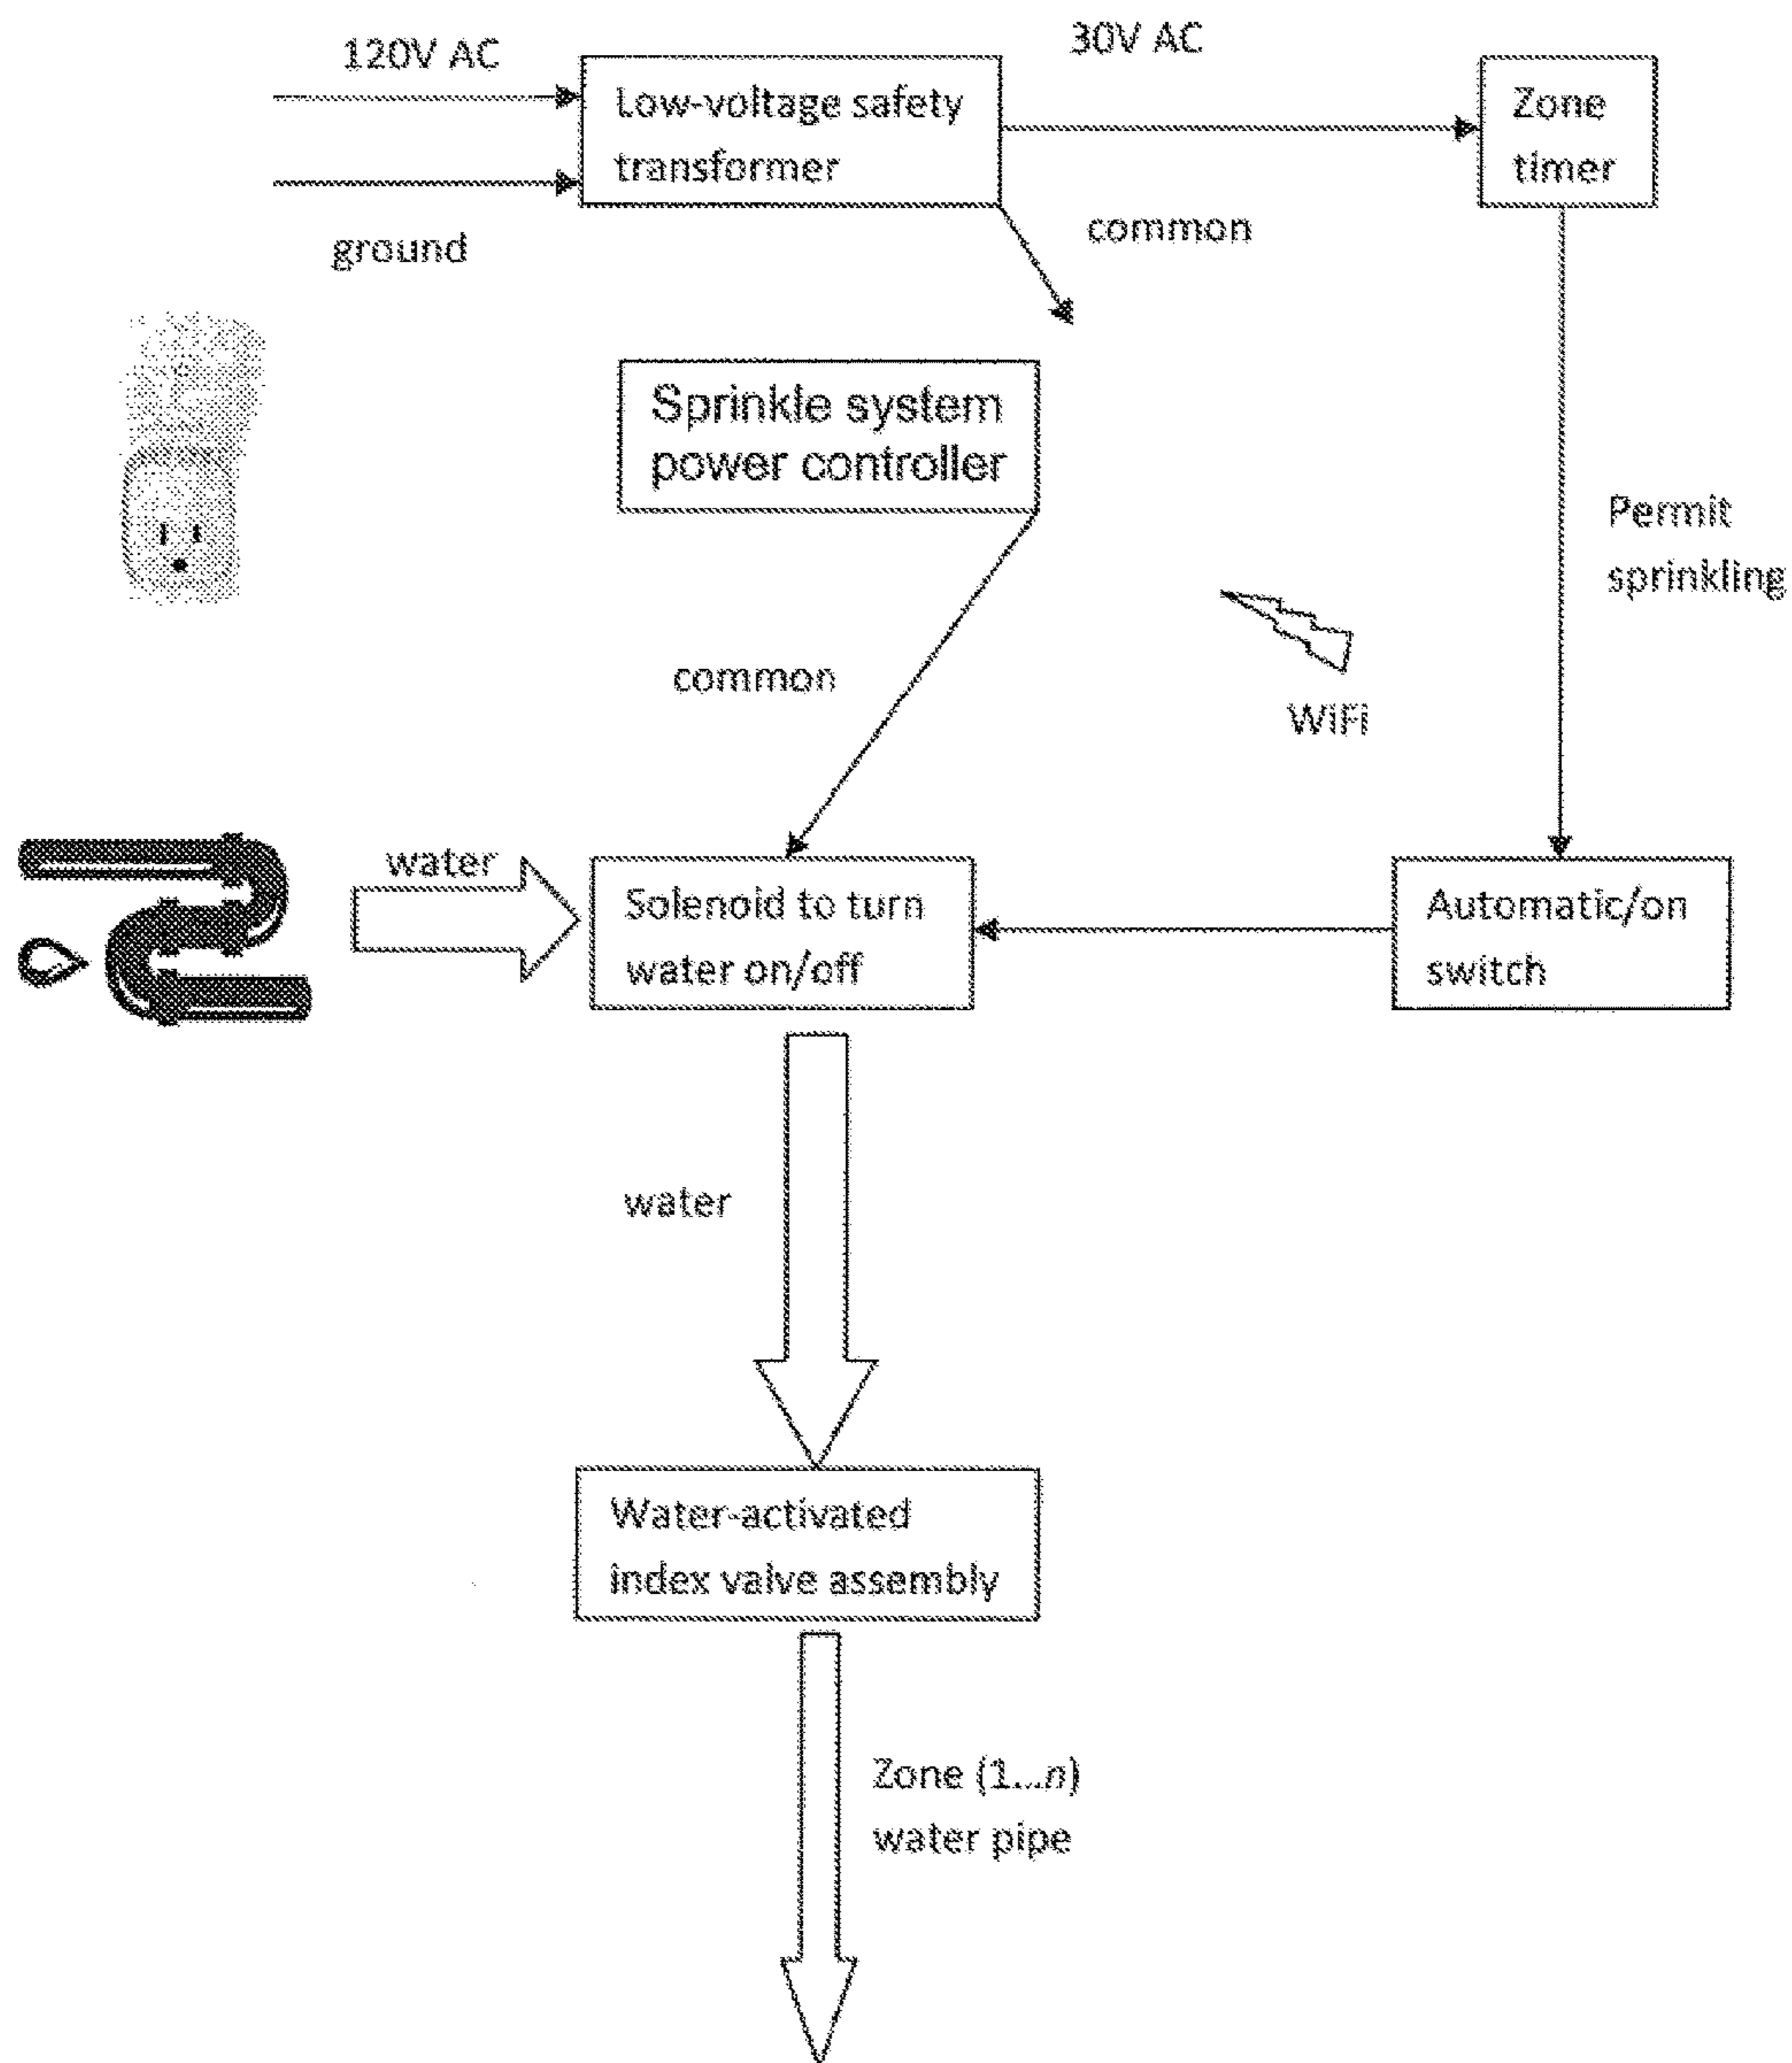 120V AC
30V AC
Low-voltage safety
transformer
Zone
timer
ground
common
Sprinkle system
power controller
Permit
sprinkling
common
WiFi
water
Solenoid to turn
water on/off
Automatic/on
switch
water
Water-activated
index valve assembly
Zone (1...n)
water pipe